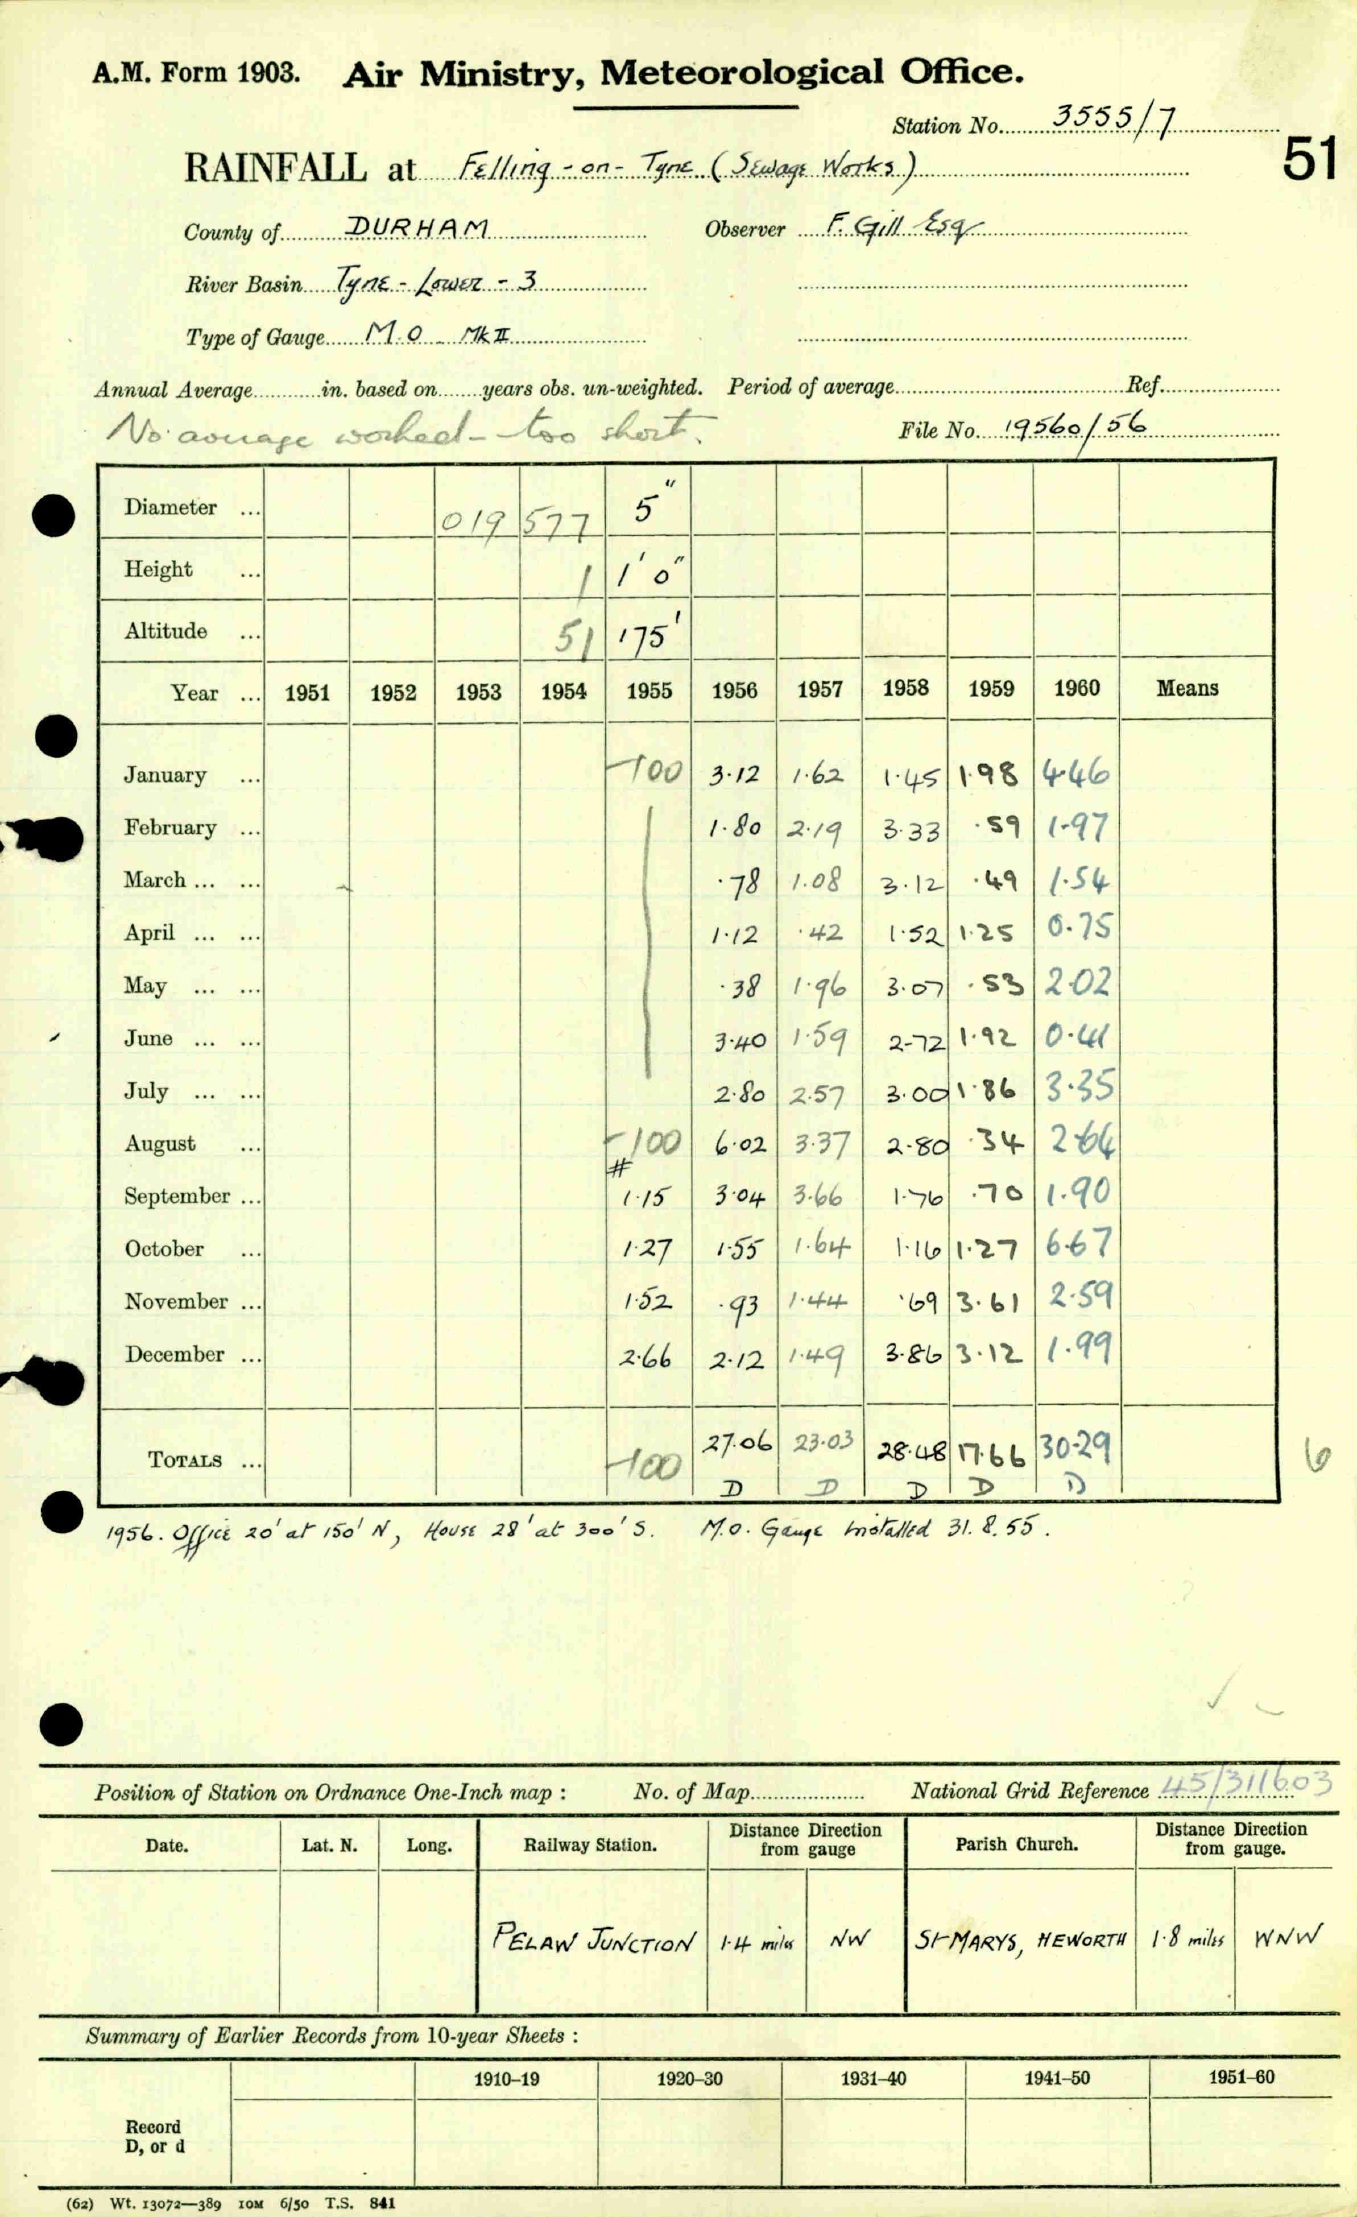 A.M. Form 1903. Air Ministry, Meteorological Office.
Station No. 3555/7
51
RAINFALL at Felling-on-Tyne (Sewage Works)
County of DURHAM Observer F. Gill Esq
River Basin Tyne - Lower - 3
Type of Gauge M.O. Mk II
Annual Average............in. based on.......years obs. un-weighted. Period of average............Ref............
No average worked - too short.
File No. 19560/56
Diameter ... 019 577 5"
Height ... 1 1' 0"
Altitude ... 51 175'
Year ... 1951 1952 1953 1954 1955 1956 1957 1958 1959 1960 Means
January ... -100 3.12 1.62 1.45 1.98 4.46
February ... 1.80 2.19 3.33 .59 1.97
March ... ... .78 1.08 3.12 .49 1.54
April ... ... 1.12 .42 1.52 1.25 0.75
May ... ... .38 1.96 3.07 .53 2.02
June ... ... 3.40 1.59 2.72 1.92 0.41
July ... ... 2.80 2.57 3.00 1.86 3.35
August ... -100 6.02 3.37 2.80 .34 2.64
#
September ... 1.15 3.04 3.66 1.76 .70 1.90
October ... 1.27 1.55 1.64 1.16 1.27 6.67
November ... 1.52 .93 1.44 .69 3.61 2.59
December ... 2.66 2.12 1.49 3.86 3.12 1.99
TOTALS ... -100 27.06 23.03 28.48 17.66 30.29
D D D D D
6
1956. Office 20' at 150' N, House 28' at 300' S. M.O. Gauge installed 31.8.55.
Position of Station on Ordnance One-Inch map : No. of Map............ National Grid Reference 45/311603
Date. Lat. N. Long. Railway Station. Distance from gauge Direction Parish Church. Distance from gauge. Direction
PELAW JUNCTION 1.4 miles NW St MARYS, HEWORTH 1.8 miles WNW
Summary of Earlier Records from 10-year Sheets :
1910–19 1920–30 1931–40 1941–50 1951–60
Record
D, or d
(62) Wt. 13072—389 10M 6/50 T.S. 841